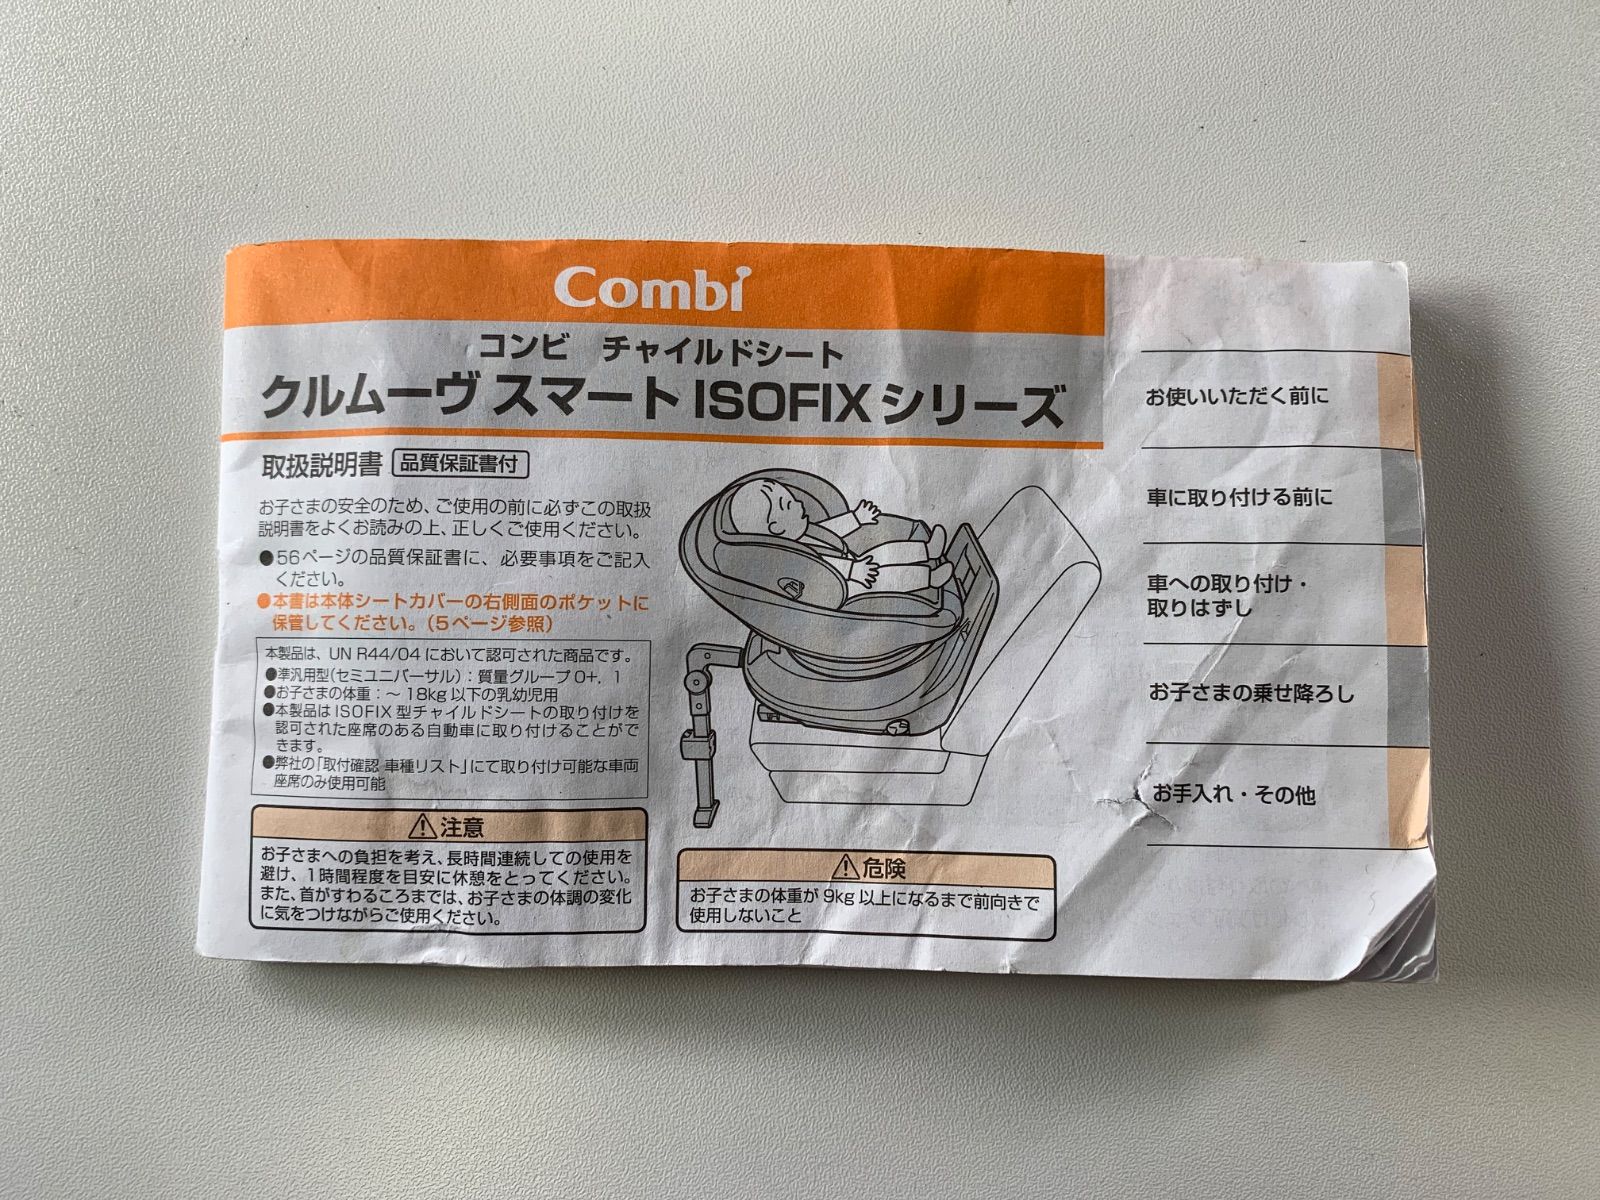 Combi
コンビ チャイルドシート
クルムーヴ スマート ISOFIX シリーズ
取扱説明書 品質保証書付
お子さまの安全のため、ご使用の前に必ずこの取扱
説明書をよくお読みの上、正しくご使用ください。
●56ページの品質保証書に、必要事項をご記入
ください。
●本書は本体シートカバーの右側面のポケットに
保管してください。(5ページ参照)
本製品は、UN R44/04 において認可された商品です。
●準汎用型(セミユニバーサル):質量グループ 0+, 1
●お子さまの体重:~ 18kg 以下の乳幼児用
●本製品は ISOFIX 型チャイルドシートの取り付けを
認可された座席のある自動車に取り付けることがで
きます。
●弊社の「取付確認 車種リスト」にて取り付け可能な車両
座席のみ使用可能
⚠注意
お子さまへの負担を考え、長時間連続しての使用を
避け、1時間程度を目安に休憩をとってください。
また、首がすわるころまでは、お子さまの体調の変化
に気をつけながらご使用ください。
⚠危険
お子さまの体重が 9kg 以上になるまで前向きで
使用しないこと
お使いいただく前に
車に取り付ける前に
車への取り付け・
取りはずし
お子さまの乗せ降ろし
お手入れ・その他